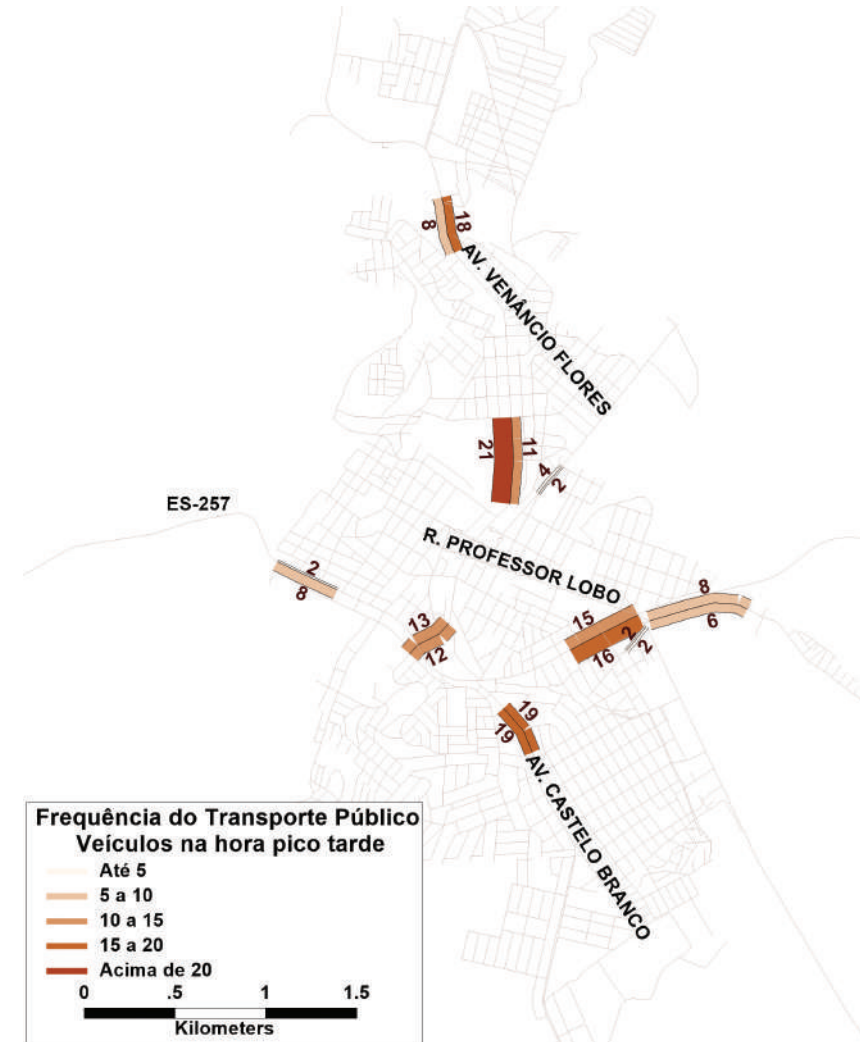 18
8
AV. VENÂNCIO FLORES
21
11
4
2
ES-257
R. PROFESSOR LOBO
2
8
8
6
15
16
2
2
13
12
19
19
AV. CASTELO BRANCO
Frequência do Transporte Público
Veículos na hora pico tarde
Até 5
5 a 10
10 a 15
15 a 20
Acima de 20
0 .5 1 1.5
Kilometers